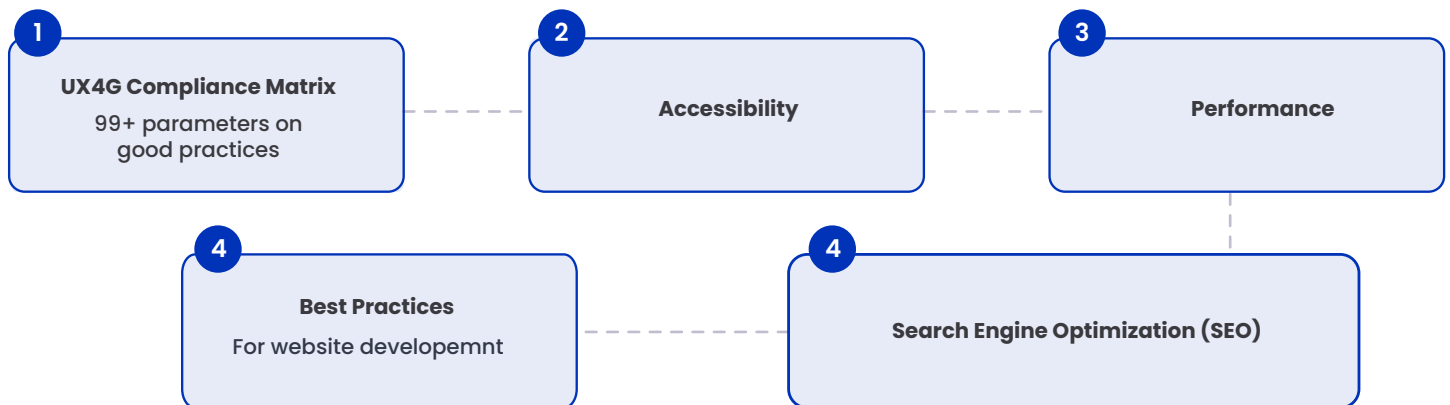 1
UX4G Compliance Matrix
99+ parameters on
good practices
2
Accessibility
3
Performance
4
Best Practices
For website developemnt
4
Search Engine Optimization (SEO)